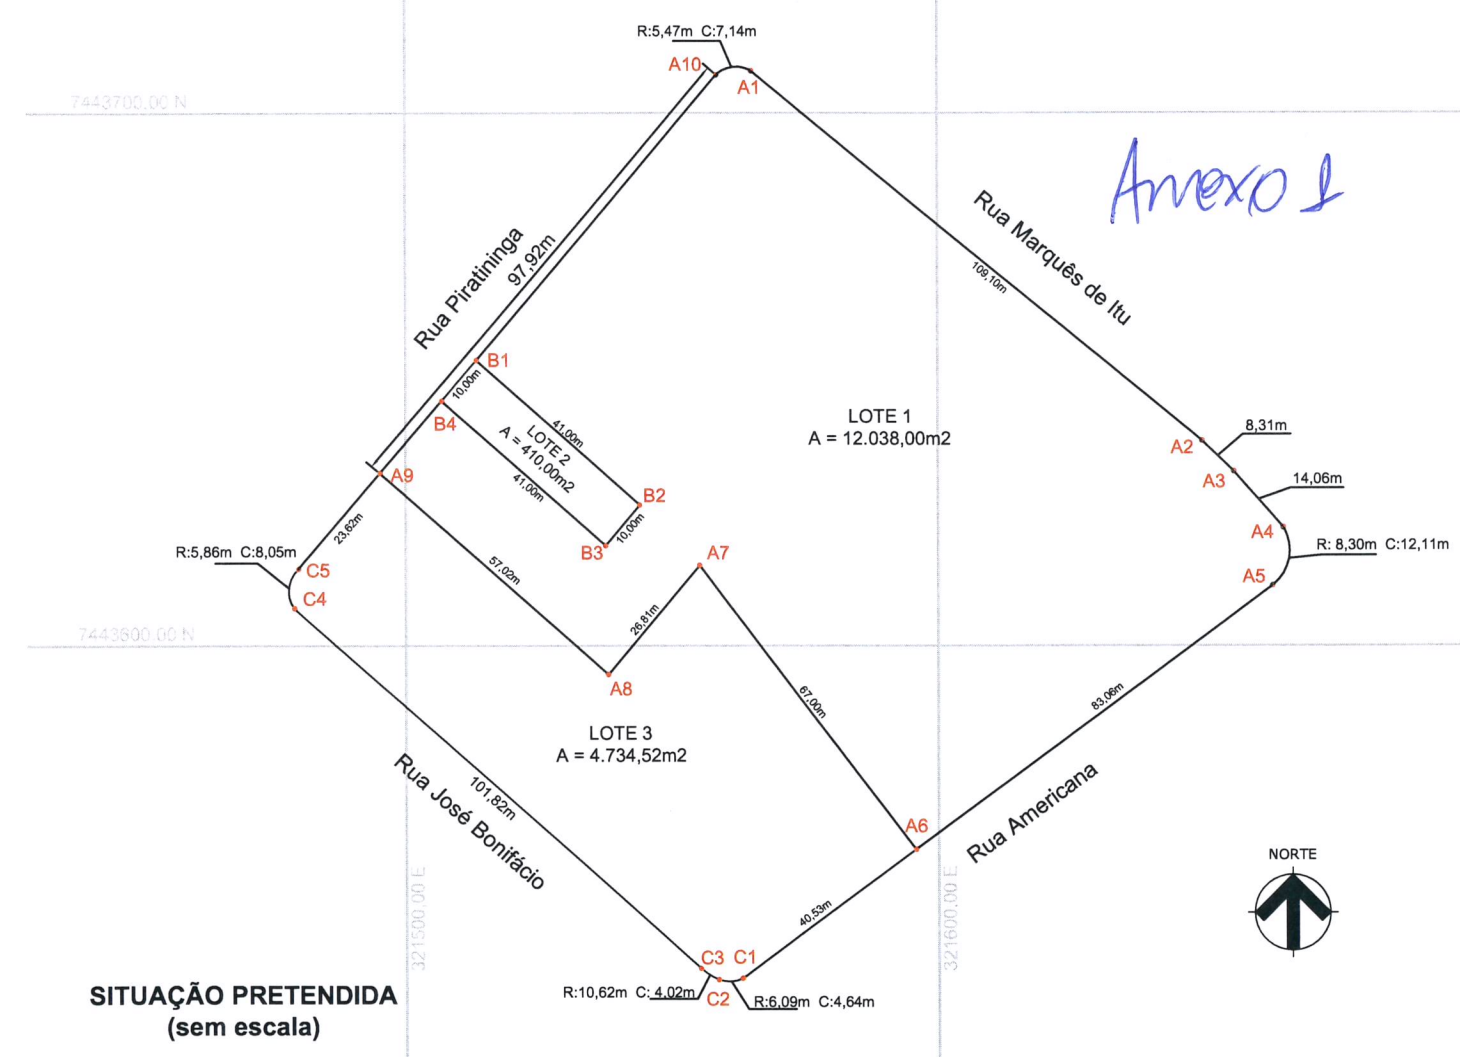 R:5,47m C:7,14m
A10
A1
7443700,00 N
Anexo 1
Rua Marquês de Itu
109,10m
Rua Piratininga
97,92m
B1
10,00m
B4
41,00m
LOTE 2
A = 410,00m2
41,00m
B2
10,00m
B3
LOTE 1
A = 12.038,00m2
A2
8,31m
A3
14,06m
A4
R: 8,30m C:12,11m
A5
A9
23,62m
R:5,86m C:8,05m
C5
C4
57,02m
A7
26,81m
A8
7443600,00 N
67,00m
83,06m
LOTE 3
A = 4.734,52m2
Rua José Bonifácio
101,82m
A6
Rua Americana
NORTE
321500,00 E
321600,00 E
40,53m
C3
C1
C2
R:10,62m C: 4,02m
R:6,09m C:4,64m
SITUAÇÃO PRETENDIDA
(sem escala)